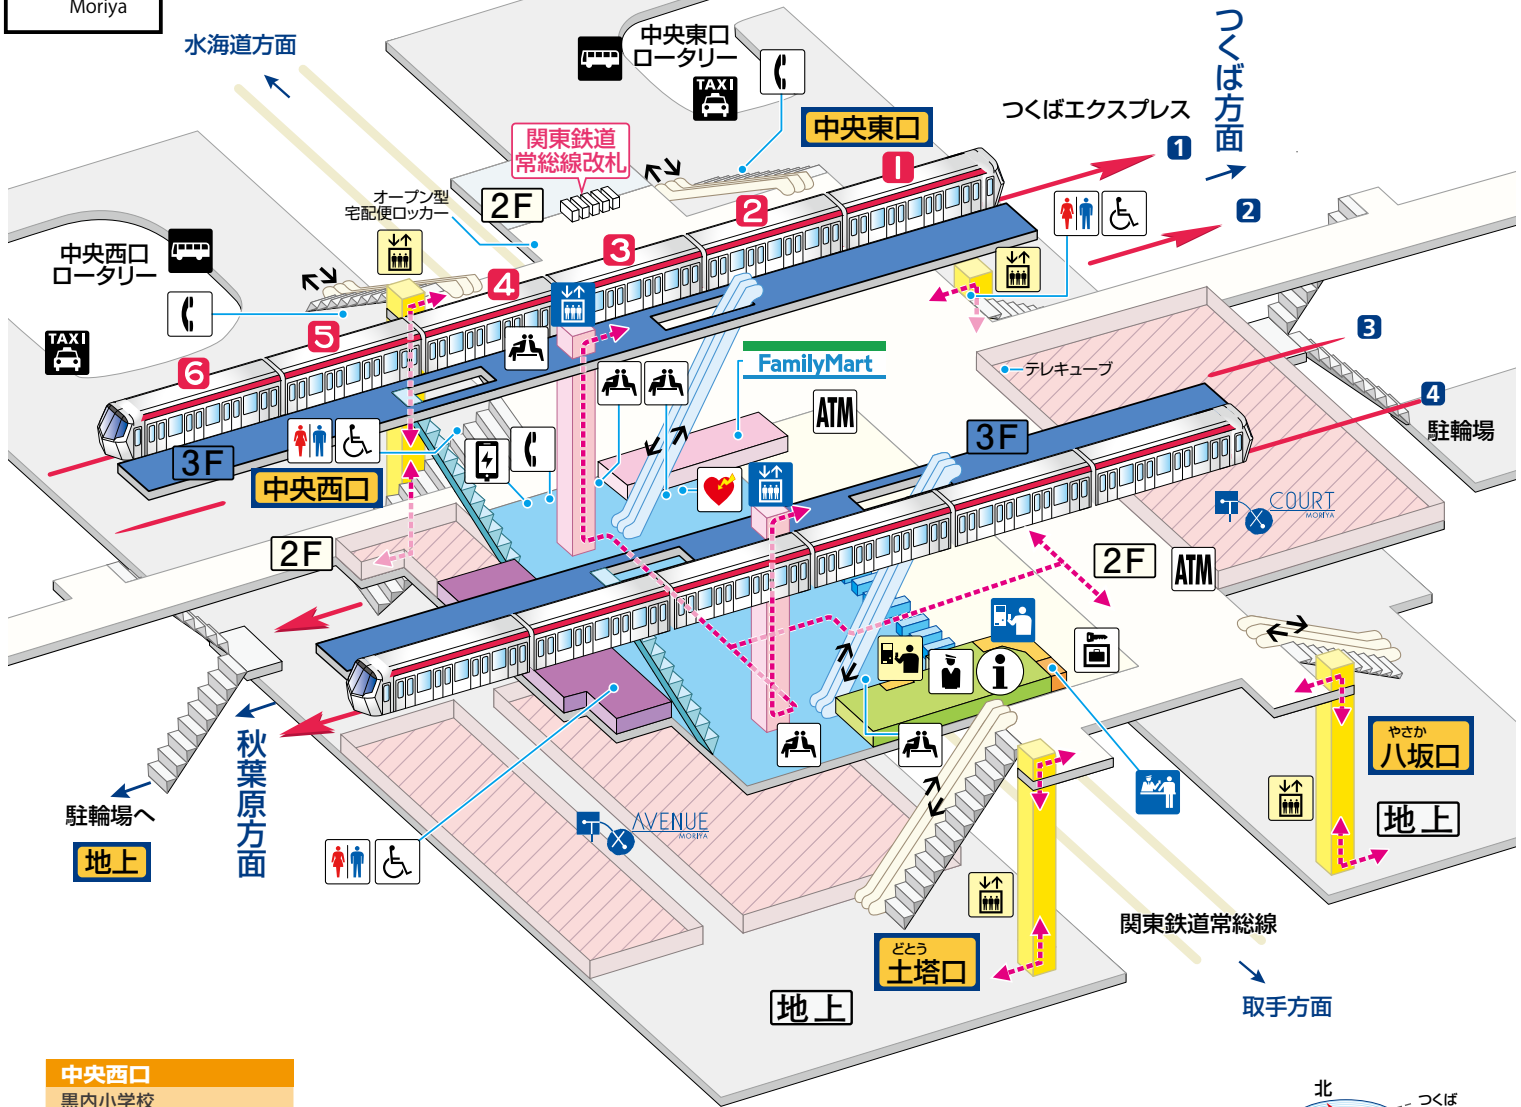 Moriya
水海道方面
中央東口
ロータリー
TAXI
中央東口
つくばエクスプレス
つくば方面
1
2
3
4
関東鉄道
常総線改札
オープン型
宅配便ロッカー
2F
中央西口
ロータリー
TAXI
1
2
3
4
5
6
FamilyMart
ATM
テレキューブ
駐輪場
3F
3F
中央西口
2F
COURT
MORIYA
2F
ATM
i
やさか
八坂口
地上
秋葉原方面
駐輪場へ
地上
AVENUE
MORIYA
どとう
土塔口
地上
関東鉄道常総線
取手方面
中央西口
黒内小学校
北
つくば